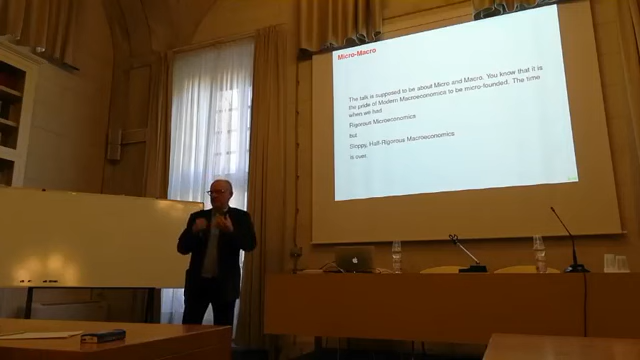 Micro-Macro
The talk is supposed to be about Micro and Macro. You know that it is
the pride of Modern Macroeconomics to be micro-founded. The time
when we had
Rigorous Microeconomics
but
Sloppy, Half-Rigorous Macroeconomics
is over.